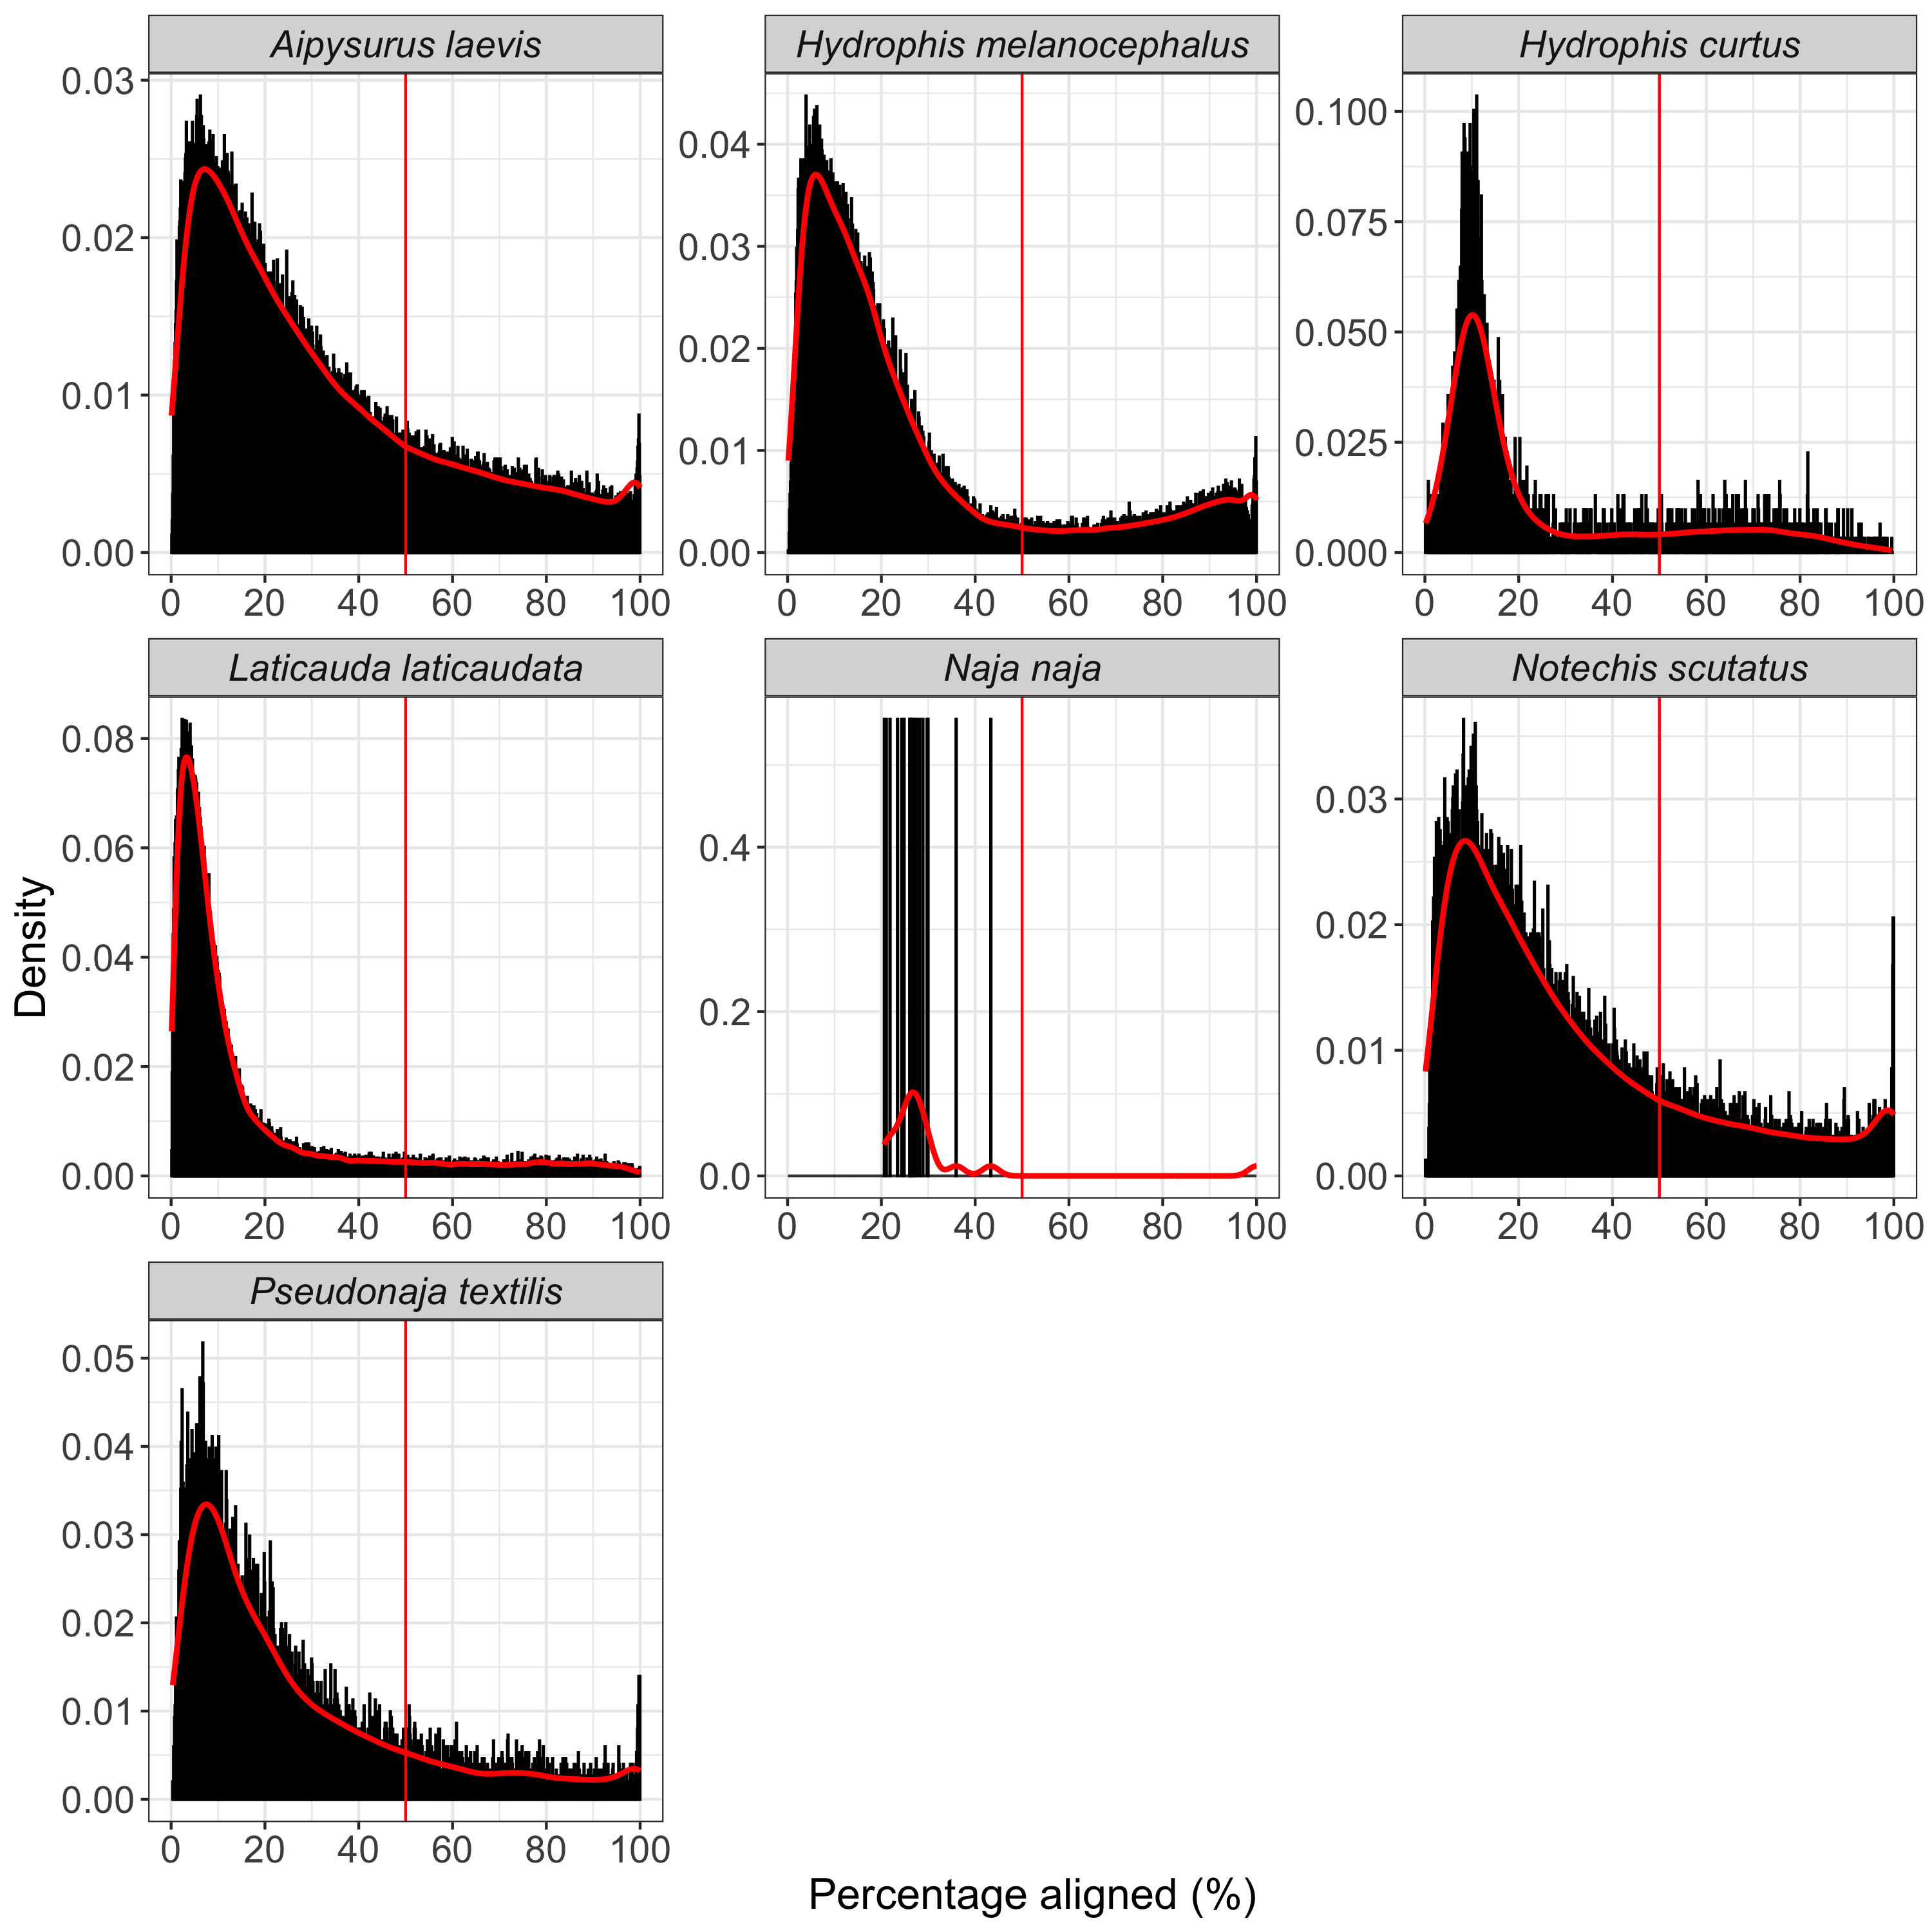 Aipysurus laevis
Hydrophis melanocephalus
Hydrophis curtus
0.03
0.02
0.01
0.00
0.04
0.03
0.02
0.01
0.00
0.100
0.075
0.050
0.025
0.000
0 20 40 60 80 100
0 20 40 60 80 100
0 20 40 60 80 100
Laticauda laticaudata
Naja naja
Notechis scutatus
Density
0.08
0.06
0.04
0.02
0.00
0.4
0.2
0.0
0.03
0.02
0.01
0.00
0 20 40 60 80 100
0 20 40 60 80 100
0 20 40 60 80 100
Pseudonaja textilis
0.05
0.04
0.03
0.02
0.01
0.00
0 20 40 60 80 100
Percentage aligned (%)